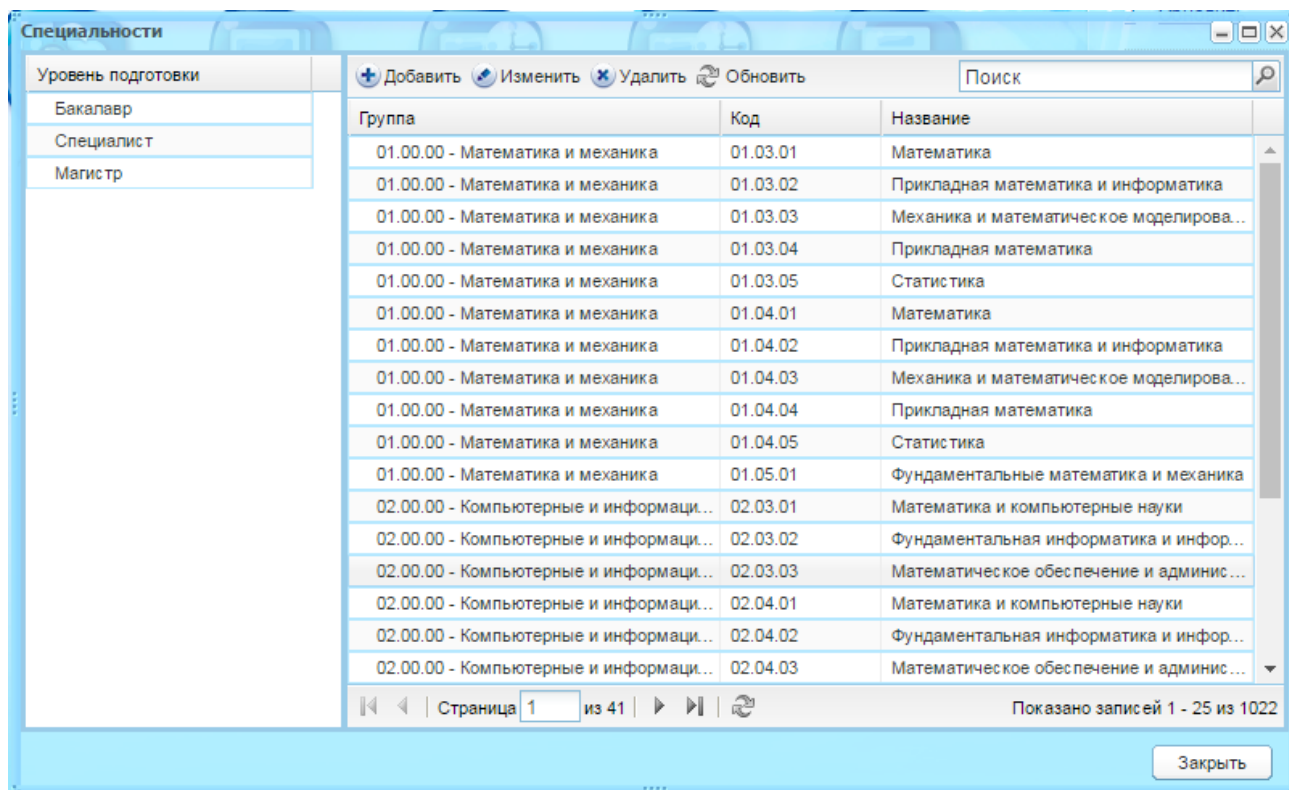 Специальности
Уровень подготовки
Бакалавр
Специалист
Магистр
Добавить Изменить Удалить Обновить Поиск
Группа Код Название
01.00.00 - Математика и механика 01.03.01 Математика
01.00.00 - Математика и механика 01.03.02 Прикладная математика и информатика
01.00.00 - Математика и механика 01.03.03 Механика и математическое моделирова...
01.00.00 - Математика и механика 01.03.04 Прикладная математика
01.00.00 - Математика и механика 01.03.05 Статистика
01.00.00 - Математика и механика 01.04.01 Математика
01.00.00 - Математика и механика 01.04.02 Прикладная математика и информатика
01.00.00 - Математика и механика 01.04.03 Механика и математическое моделирова...
01.00.00 - Математика и механика 01.04.04 Прикладная математика
01.00.00 - Математика и механика 01.04.05 Статистика
01.00.00 - Математика и механика 01.05.01 Фундаментальные математика и механика
02.00.00 - Компьютерные и информаци... 02.03.01 Математика и компьютерные науки
02.00.00 - Компьютерные и информаци... 02.03.02 Фундаментальная информатика и инфор...
02.00.00 - Компьютерные и информаци... 02.03.03 Математическое обеспечение и админис...
02.00.00 - Компьютерные и информаци... 02.04.01 Математика и компьютерные науки
02.00.00 - Компьютерные и информаци... 02.04.02 Фундаментальная информатика и инфор...
02.00.00 - Компьютерные и информаци... 02.04.03 Математическое обеспечение и админис...
Страница 1 из 41 Показано записей 1 - 25 из 1022
Закрыть